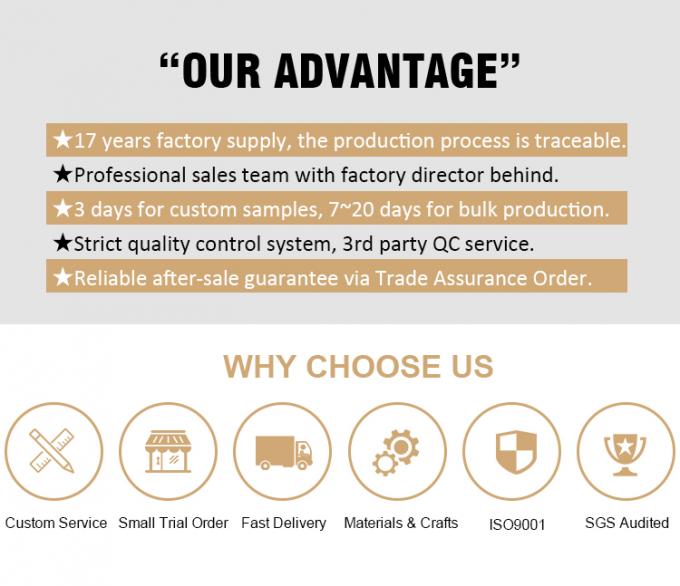 “OUR ADVANTAGE”
★17 years factory supply, the production process is traceable.
★Professional sales team with factory director behind.
★3 days for custom samples, 7~20 days for bulk production.
★Strict quality control system, 3rd party QC service.
★Reliable after-sale guarantee via Trade Assurance Order.
WHY CHOOSE US
Custom Service Small Trial Order Fast Delivery Materials & Crafts ISO9001 SGS Audited